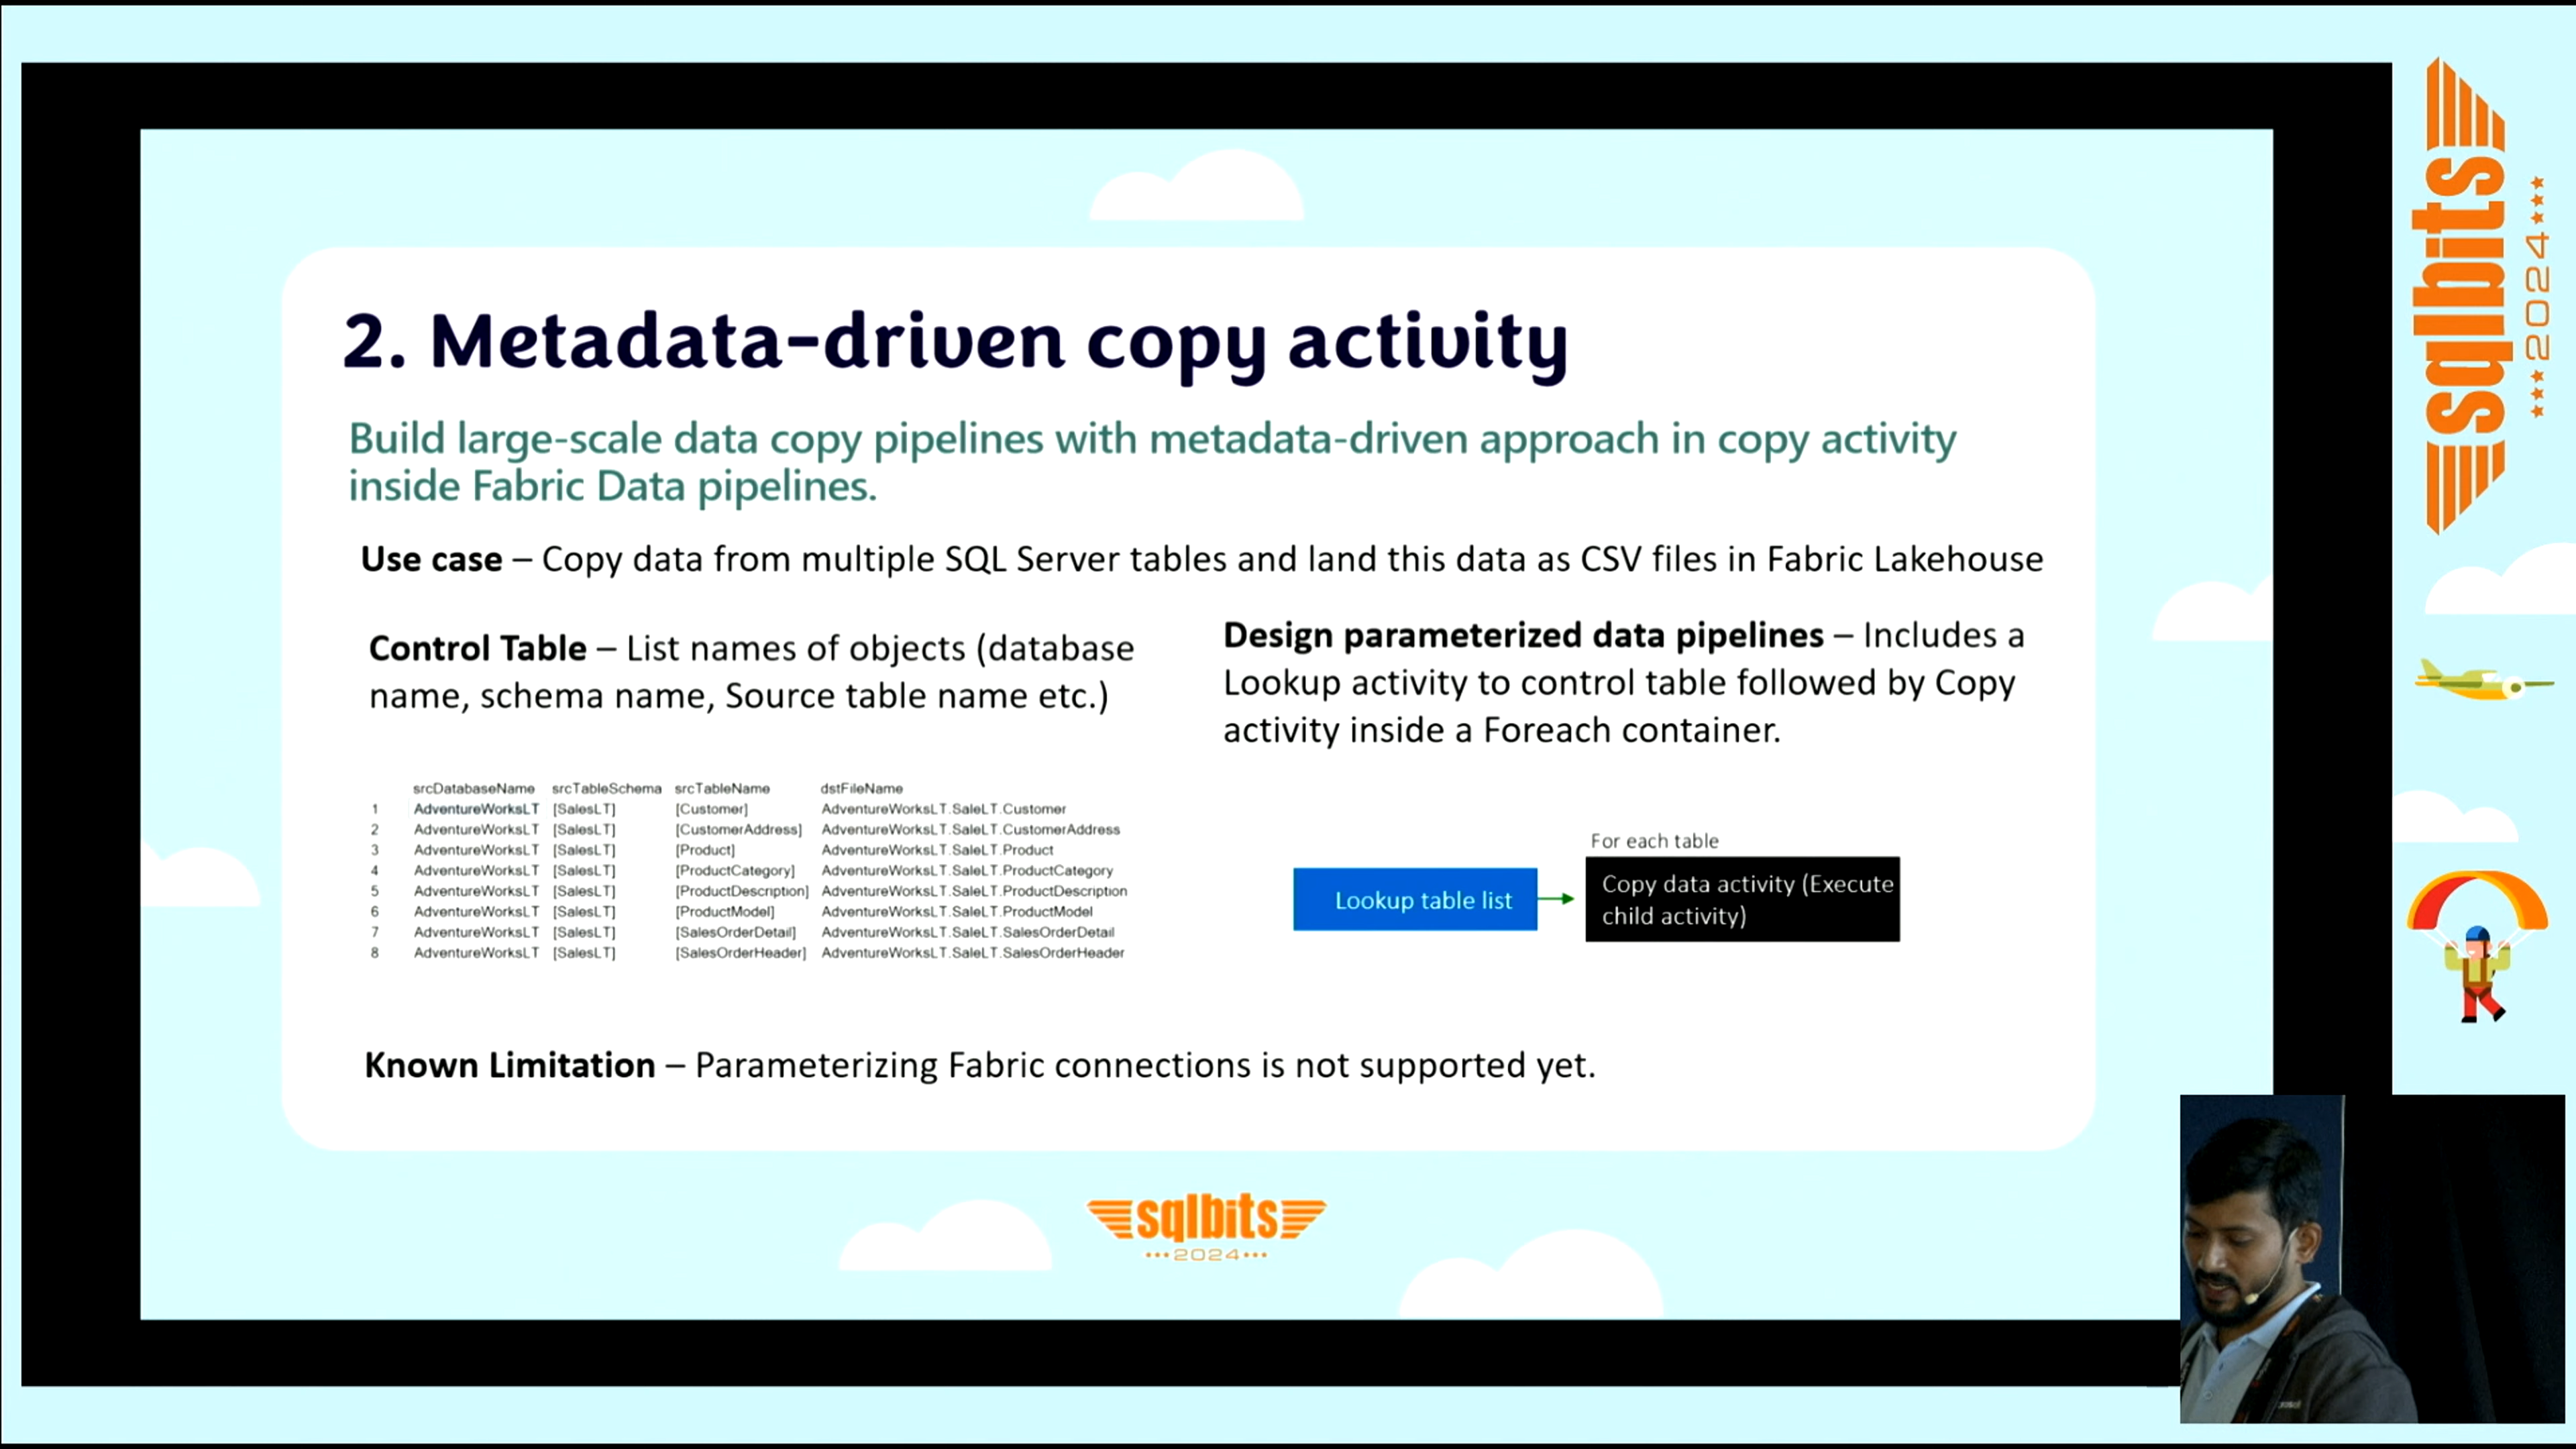 2. Metadata-driven copy activity
Build large-scale data copy pipelines with metadata-driven approach in copy activity
inside Fabric Data pipelines.
Use case – Copy data from multiple SQL Server tables and land this data as CSV files in Fabric Lakehouse
Control Table – List names of objects (database
name, schema name, Source table name etc.)
Design parameterized data pipelines – Includes a
Lookup activity to control table followed by Copy
activity inside a Foreach container.
srcDatabaseName srcTableSchema srcTableName dstFileName
1 AdventureWorksLT [SalesLT] [Customer] AdventureWorksLT.SaleLT.Customer
2 AdventureWorksLT [SalesLT] [CustomerAddress] AdventureWorksLT.SaleLT.CustomerAddress
3 AdventureWorksLT [SalesLT] [Product] AdventureWorksLT.SaleLT.Product
4 AdventureWorksLT [SalesLT] [ProductCategory] AdventureWorksLT.SaleLT.ProductCategory
5 AdventureWorksLT [SalesLT] [ProductDescription] AdventureWorksLT.SaleLT.ProductDescription
6 AdventureWorksLT [SalesLT] [ProductModel] AdventureWorksLT.SaleLT.ProductModel
7 AdventureWorksLT [SalesLT] [SalesOrderDetail] AdventureWorksLT.SaleLT.SalesOrderDetail
8 AdventureWorksLT [SalesLT] [SalesOrderHeader] AdventureWorksLT.SaleLT.SalesOrderHeader
For each table
Lookup table list
Copy data activity (Execute
child activity)
Known Limitation – Parameterizing Fabric connections is not supported yet.
sqlbits
2024
sqlbits
2024